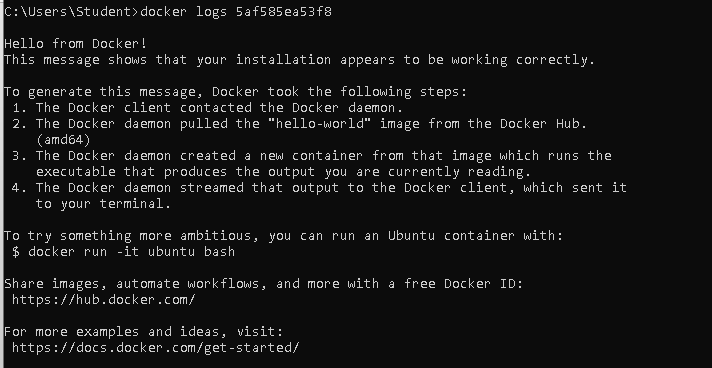 C:\Users\Student>docker logs 5af585ea53f8
Hello from Docker!
This message shows that your installation appears to be working correctly.
To generate this message, Docker took the following steps:
1. The Docker client contacted the Docker daemon.
2. The Docker daemon pulled the "hello-world" image from the Docker Hub.
(amd64)
3. The Docker daemon created a new container from that image which runs the
executable that produces the output you are currently reading.
4. The Docker daemon streamed that output to the Docker client, which sent it
to your terminal.
To try something more ambitious, you can run an Ubuntu container with:
$ docker run -it ubuntu bash
Share images, automate workflows, and more with a free Docker ID:
https://hub.docker.com/
For more examples and ideas, visit:
https://docs.docker.com/get-started/